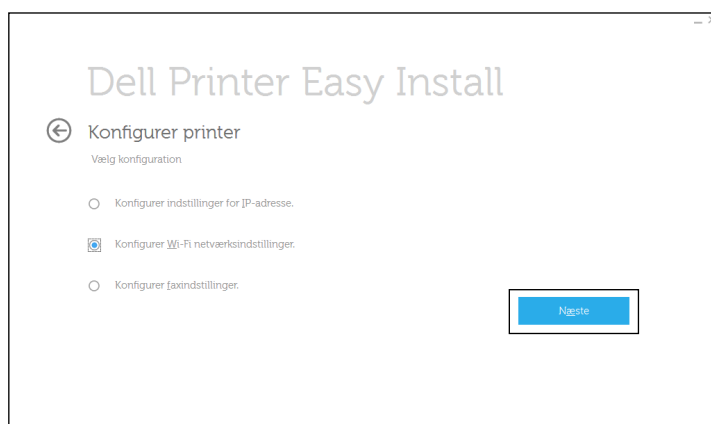 Dell Printer Easy Install
Konfigurer printer
Vælg konfiguration
Konfigurer indstillinger for IP-adresse.
Konfigurer Wi-Fi netværksindstillinger.
Konfigurer faxindstillinger.
Næste